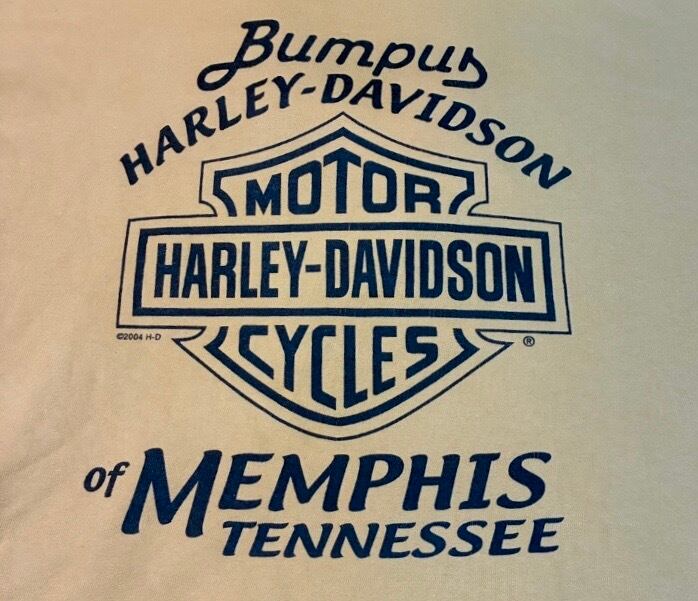 Bumpus
HARLEY-DAVIDSON
MOTOR
HARLEY-DAVIDSON
CYCLES
©2004 H-D
®
of MEMPHIS
TENNESSEE